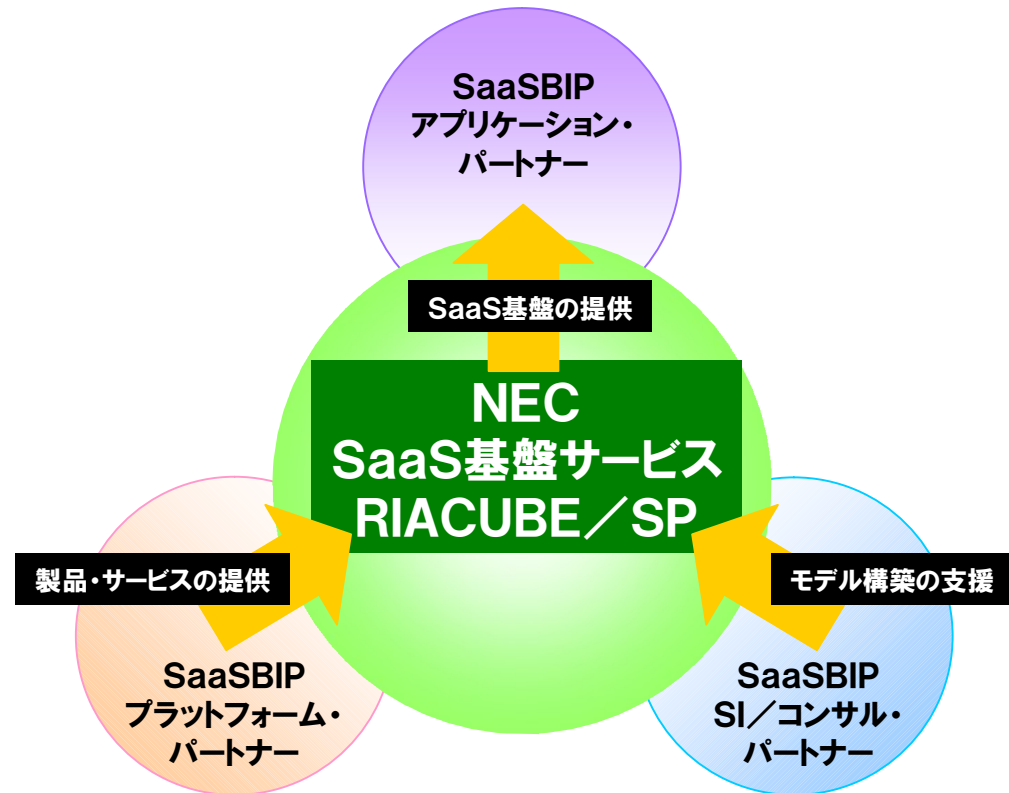 SaaSBIP
アプリケーション・
パートナー
SaaS基盤の提供
NEC
SaaS基盤サービス
RIACUBE／SP
製品・サービスの提供
モデル構築の支援
SaaSBIP
プラットフォーム・
パートナー
SaaSBIP
SI／コンサル・
パートナー